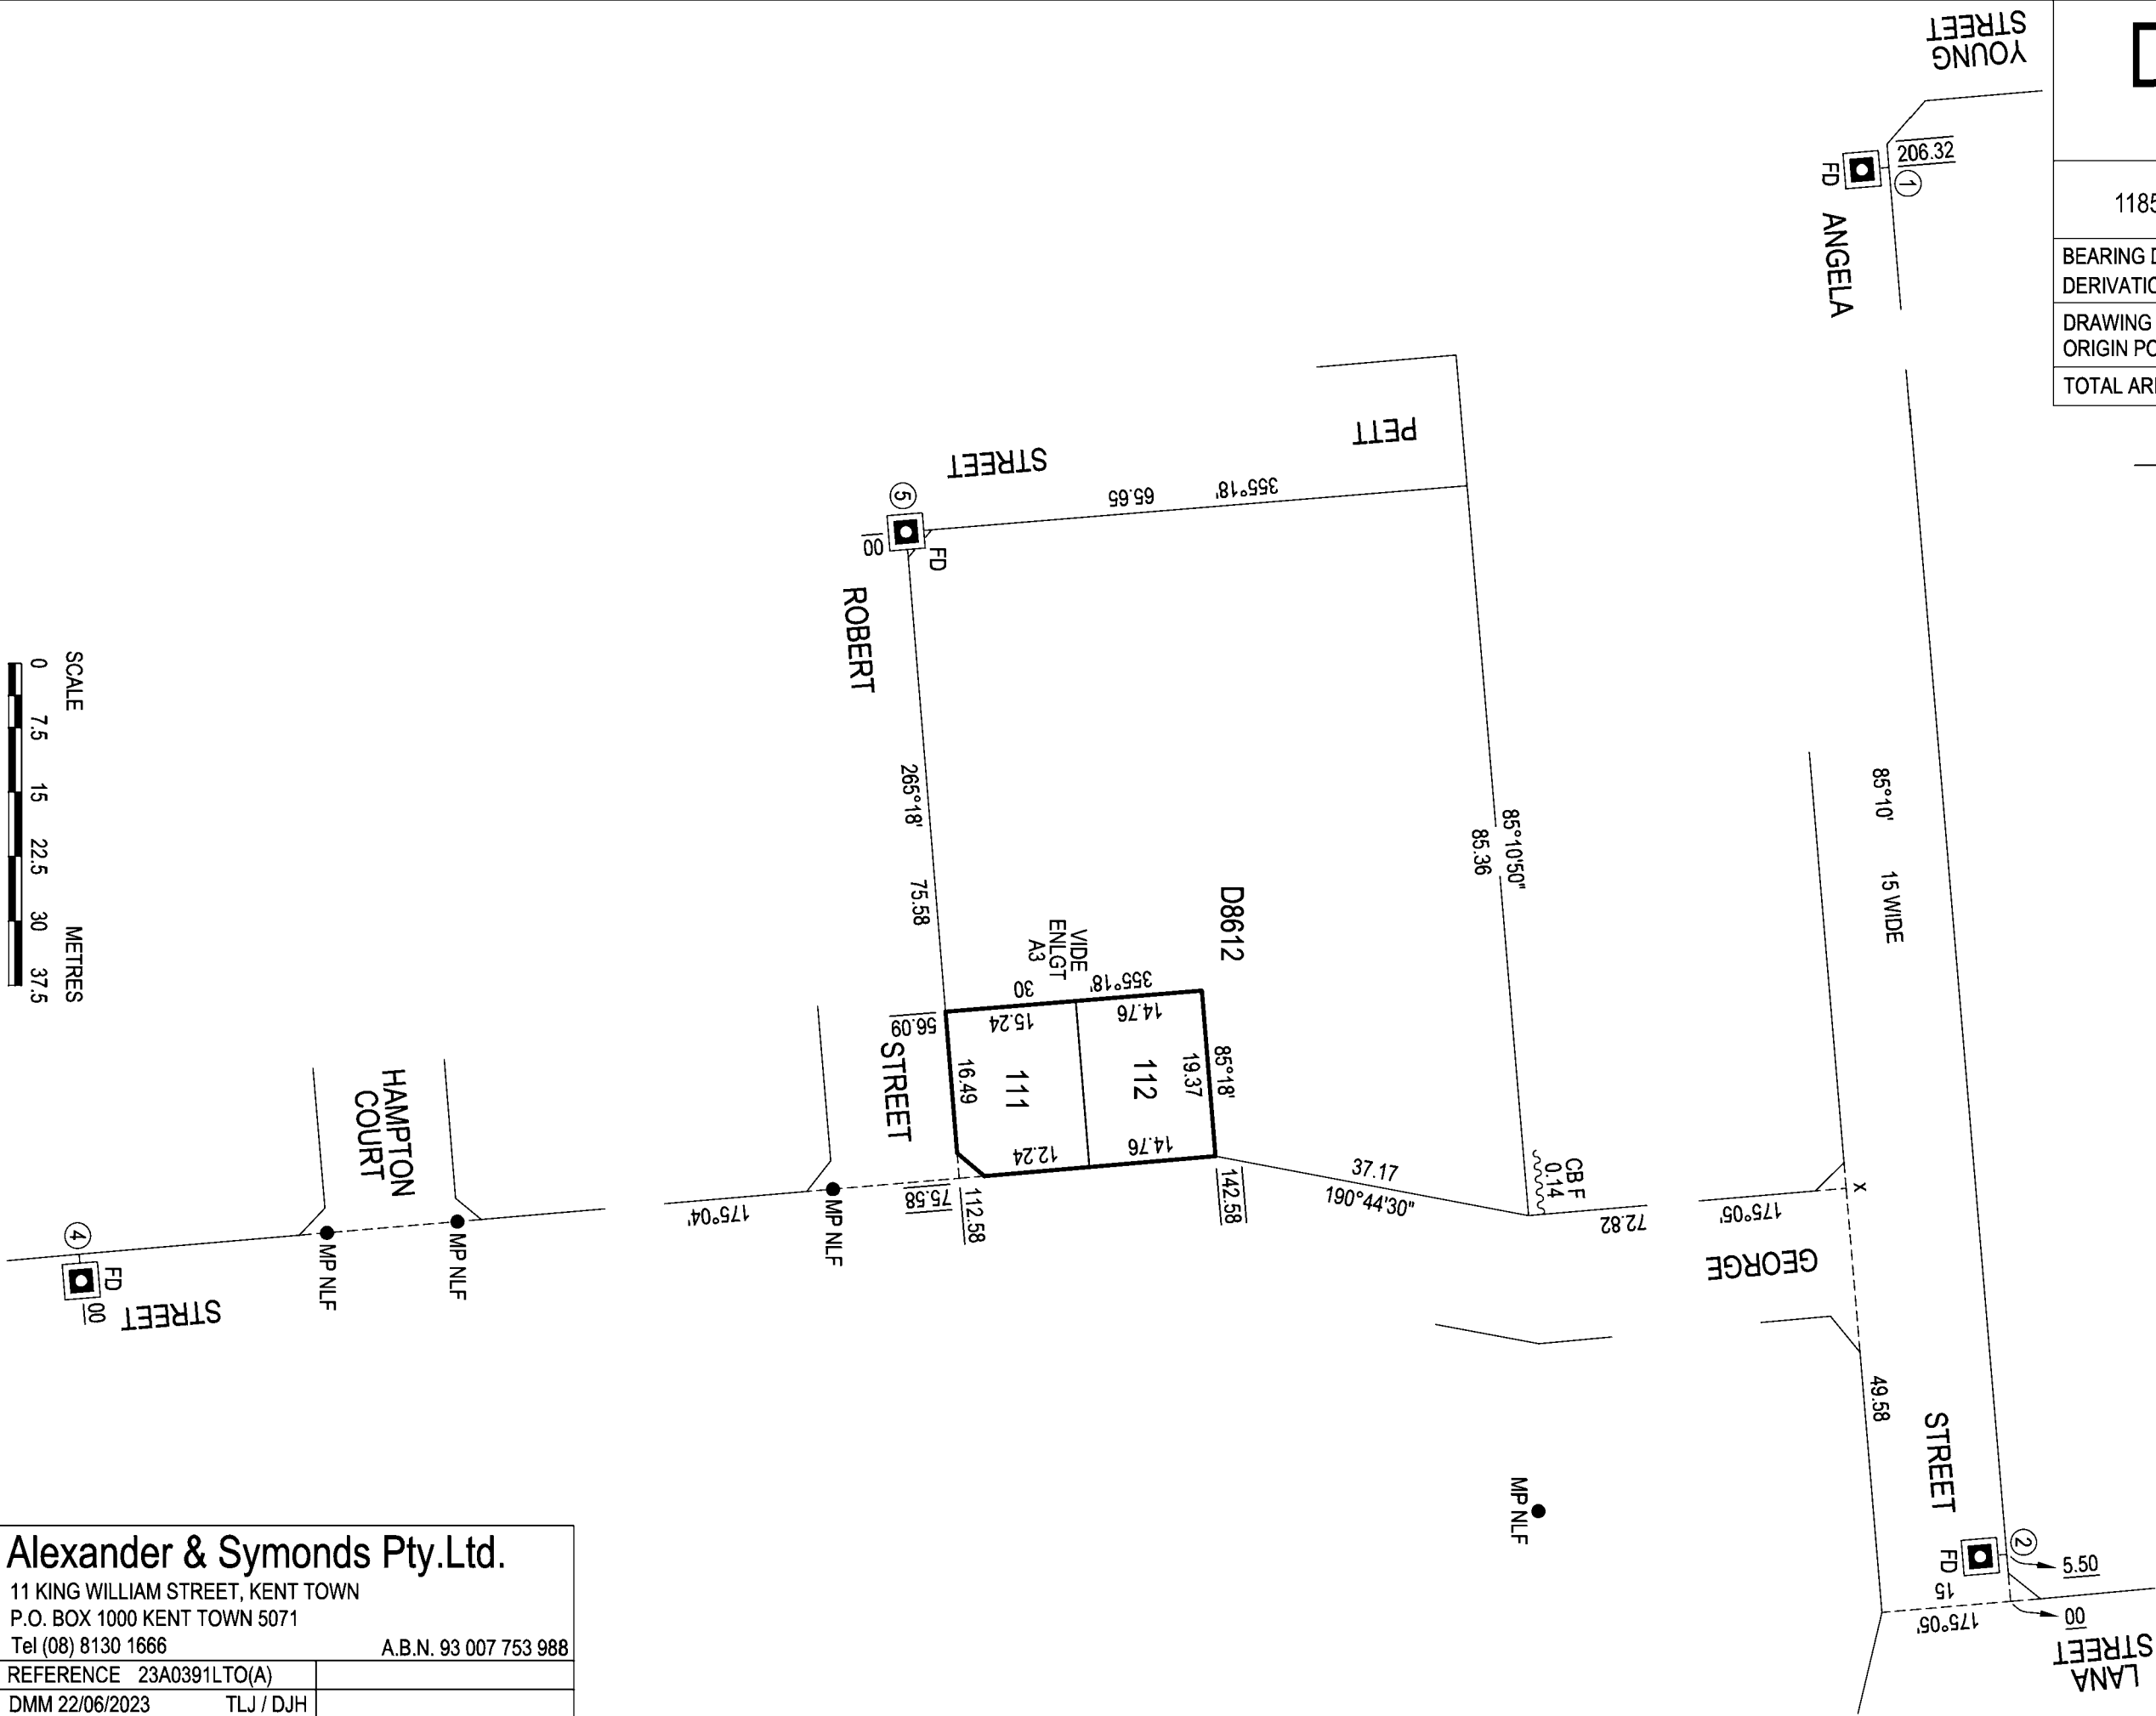 YOUNG
STREET
206.32
1
FD
ANGELA
1185
BEARING D
DERIVATIO
DRAWING
ORIGIN PO
TOTAL AR
PETT
STREET
5
FD
00
65.65
355°18'
ROBERT
265°18'
75.58
85°10'50"
85.36
85°10'
15 WIDE
D8612
VIDE
ENLGT
A3
30
355°18'
15.24
14.76
56.09
STREET
16.49
111
112
19.37
85°18'
12.24
14.76
75.58
112.58
142.58
37.17
190°44'30"
CB F
0.14
72.82
175°05'
X
GEORGE
175°04'
MP NLF
HAMPTON
COURT
MP NLF
MP NLF
4
FD
00
STREET
SCALE
METRES
0 7.5 15 22.5 30 37.5
49.58
STREET
MP NLF
2
FD
5.50
15
175°05'
00
LANA
STREET
Alexander & Symonds Pty.Ltd.
11 KING WILLIAM STREET, KENT TOWN
P.O. BOX 1000 KENT TOWN 5071
Tel (08) 8130 1666 A.B.N. 93 007 753 988
REFERENCE 23A0391LTO(A)
DMM 22/06/2023 TLJ / DJH